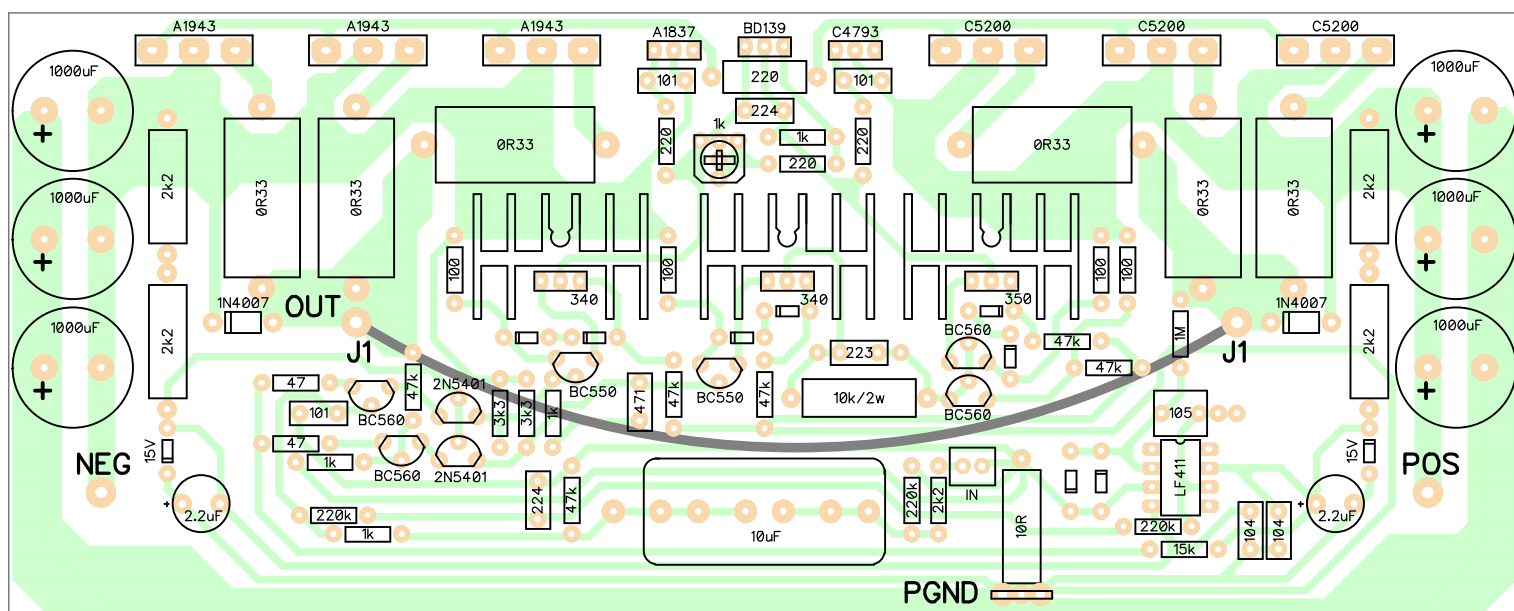 A1943
A1943
A1943
A1837
BD139
C4793
C5200
C5200
C5200
1000uF
101
220
101
1000uF
+
224
+
0R33
220
1k
1k
220
220
0R33
2k2
0R33
0R33
0R33
0R33
2k2
1000uF
1000uF
+
+
100
100
100
100
340
340
350
1N4007
OUT
1N4007
1000uF
J1
2k2
BC560
47k
1M
J1
2k2
1000uF
223
+
47
47k
2N5401
BC550
BC550
47k
+
101
BC560
3k3
3k3
1k
471
47k
47k
10k/2w
BC560
105
47
15V
NEG
1k
BC560
2N5401
15V
POS
IN
LF411
224
47k
220k
2k2
+
2.2uF
220k
1k
10uF
10R
220k
15k
104
104
+
2.2uF
PGND